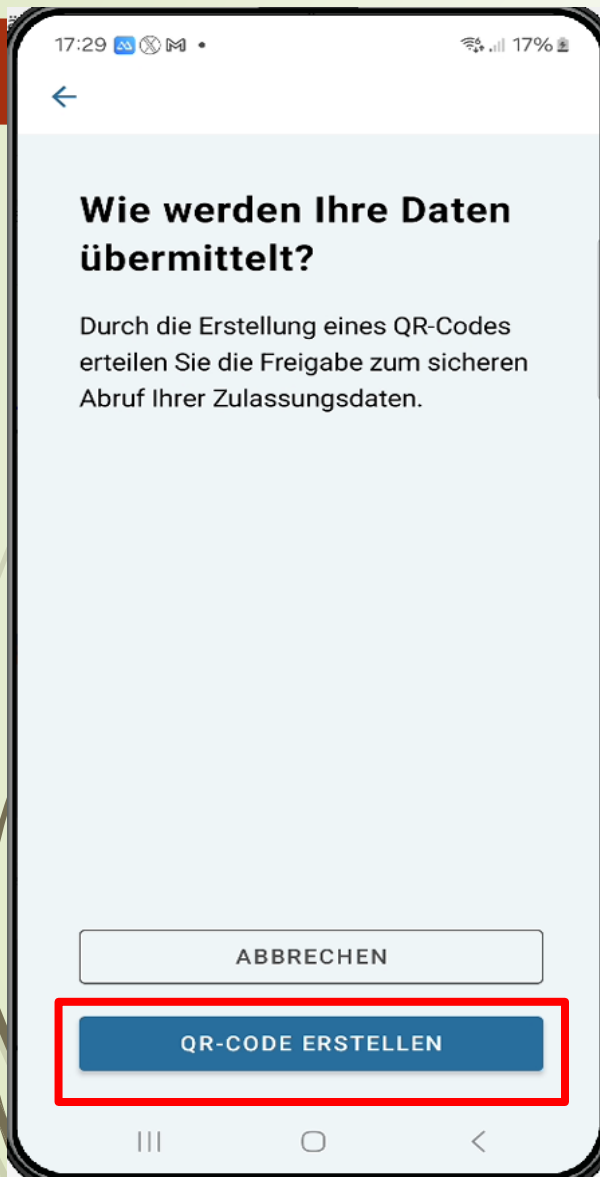 17:29 17%
Wie werden Ihre Daten
übermittelt?
Durch die Erstellung eines QR-Codes
erteilen Sie die Freigabe zum sicheren
Abruf Ihrer Zulassungsdaten.
ABBRECHEN
QR-CODE ERSTELLEN